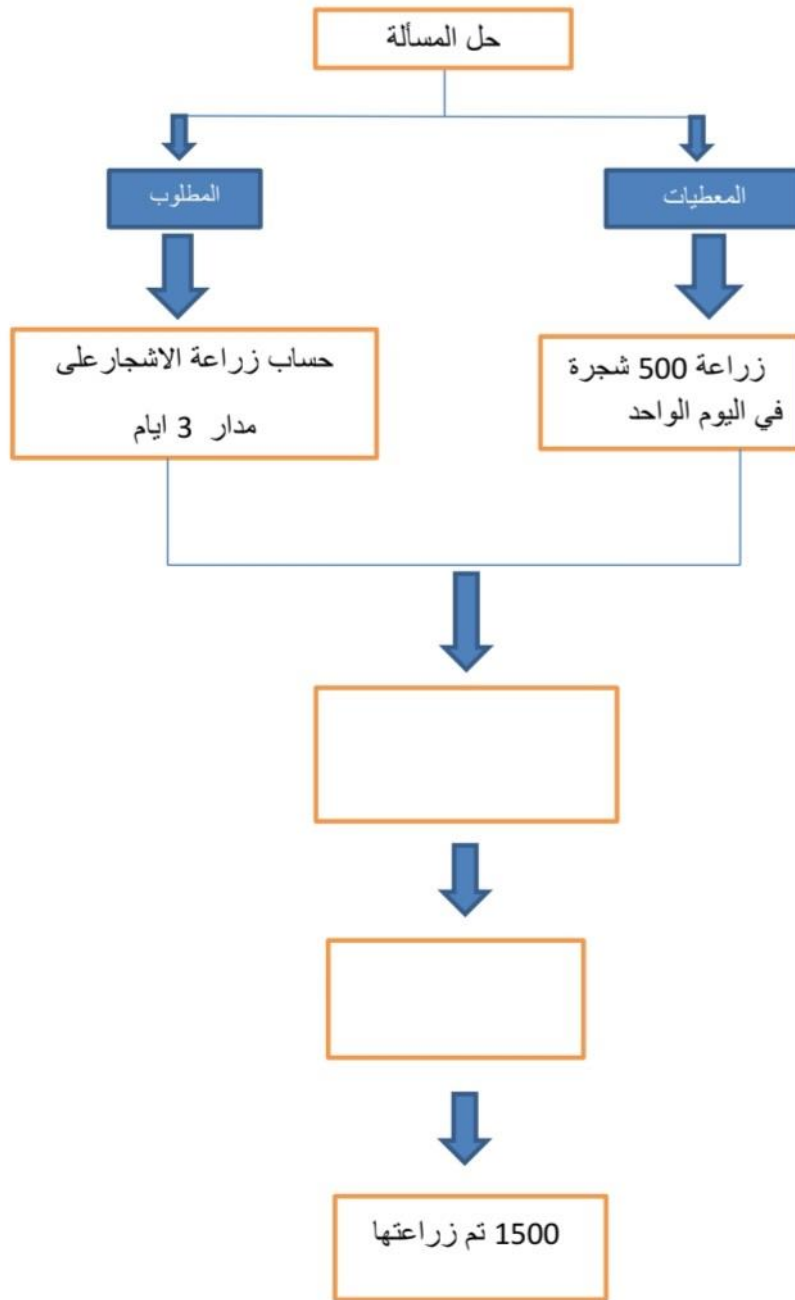 حل المسألة
المعطيات
المطلوب
زراعة 500 شجرة
في اليوم الواحد
حساب زراعة الاشجارعلى
مدار 3 ايام
1500 تم زراعتها